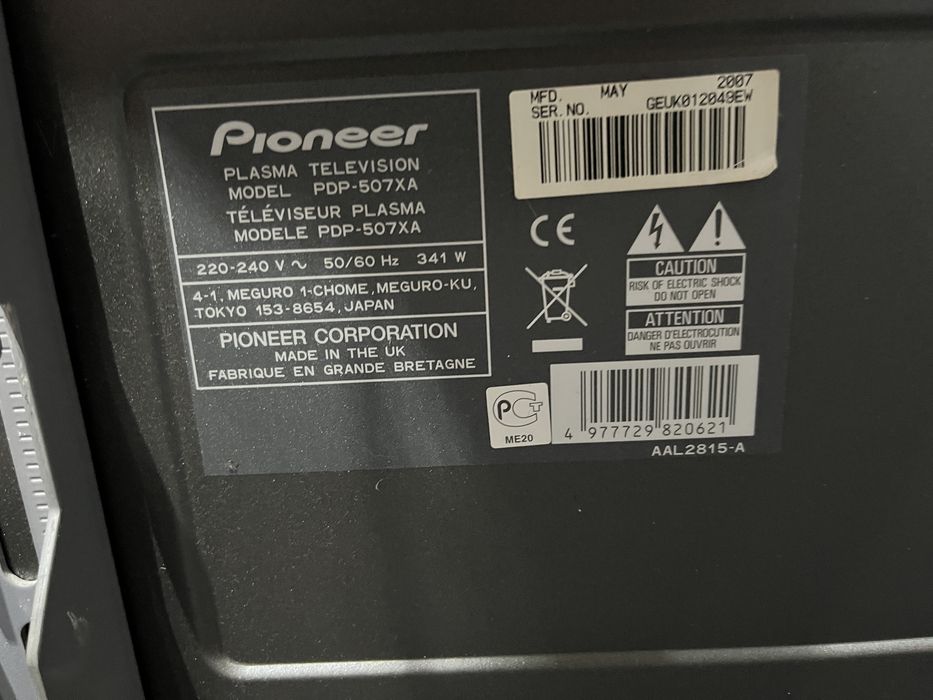 Pioneer
PLASMA TELEVISION
MODEL PDP-507XA
TÉLÉVISEUR PLASMA
MODELE PDP-507XA
220-240 V ~ 50/60 Hz 341 W
4-1, MEGURO 1-CHOME, MEGURO-KU,
TOKYO 153-8654, JAPAN
PIONEER CORPORATION
MADE IN THE UK
FABRIQUE EN GRANDE BRETAGNE
MFD. MAY 2007
SER. NO. GEUK012049EW
CE
CAUTION
RISK OF ELECTRIC SHOCK
DO NOT OPEN
ATTENTION
DANGER D'ELECTROCUTION
NE PAS OUVRIR
PCT
ME20
4 977729 820621
AAL2815-A